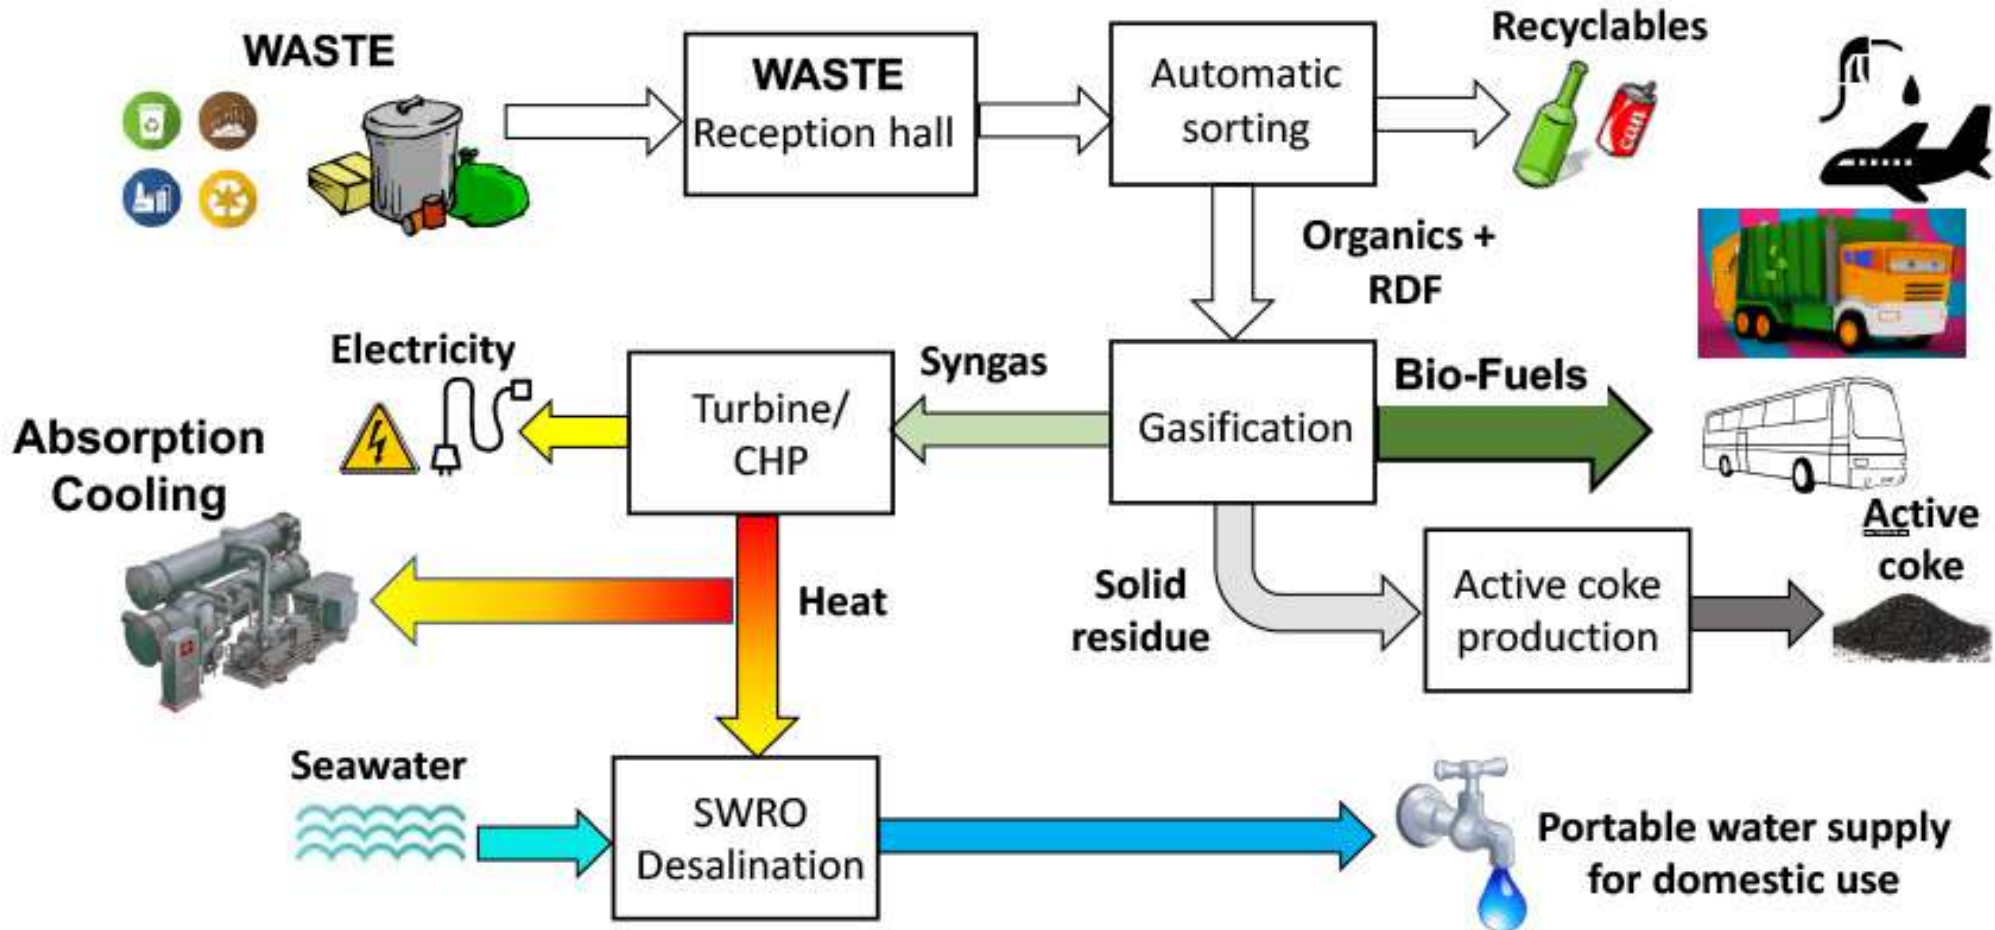 WASTE
WASTE
Reception hall
Automatic
sorting
Recyclables
can
Organics +
RDF
Electricity
Absorption
Cooling
Turbine/
CHP
Syngas
Gasification
Bio-Fuels
Heat
Solid
residue
Active coke
production
Active
coke
Seawater
SWRO
Desalination
Portable water supply
for domestic use